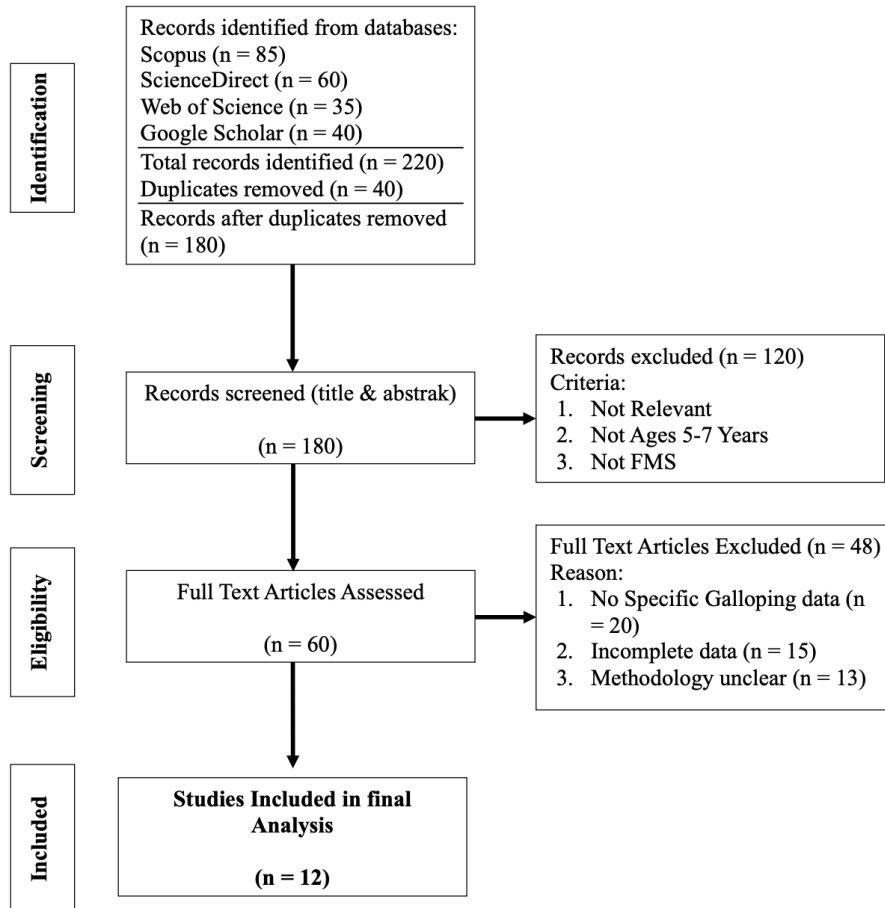 Identification
Records identified from databases:
Scopus (n = 85)
ScienceDirect (n = 60)
Web of Science (n = 35)
Google Scholar (n = 40)
Total records identified (n = 220)
Duplicates removed (n = 40)
Records after duplicates removed
(n = 180)
Screening
Records screened (title & abstrak)
(n = 180)
Records excluded (n = 120)
Criteria:
1. Not Relevant
2. Not Ages 5-7 Years
3. Not FMS
Eligibility
Full Text Articles Assessed
(n = 60)
Full Text Articles Excluded (n = 48)
Reason:
1. No Specific Galloping data (n
= 20)
2. Incomplete data (n = 15)
3. Methodology unclear (n = 13)
Included
Studies Included in final
Analysis
(n = 12)